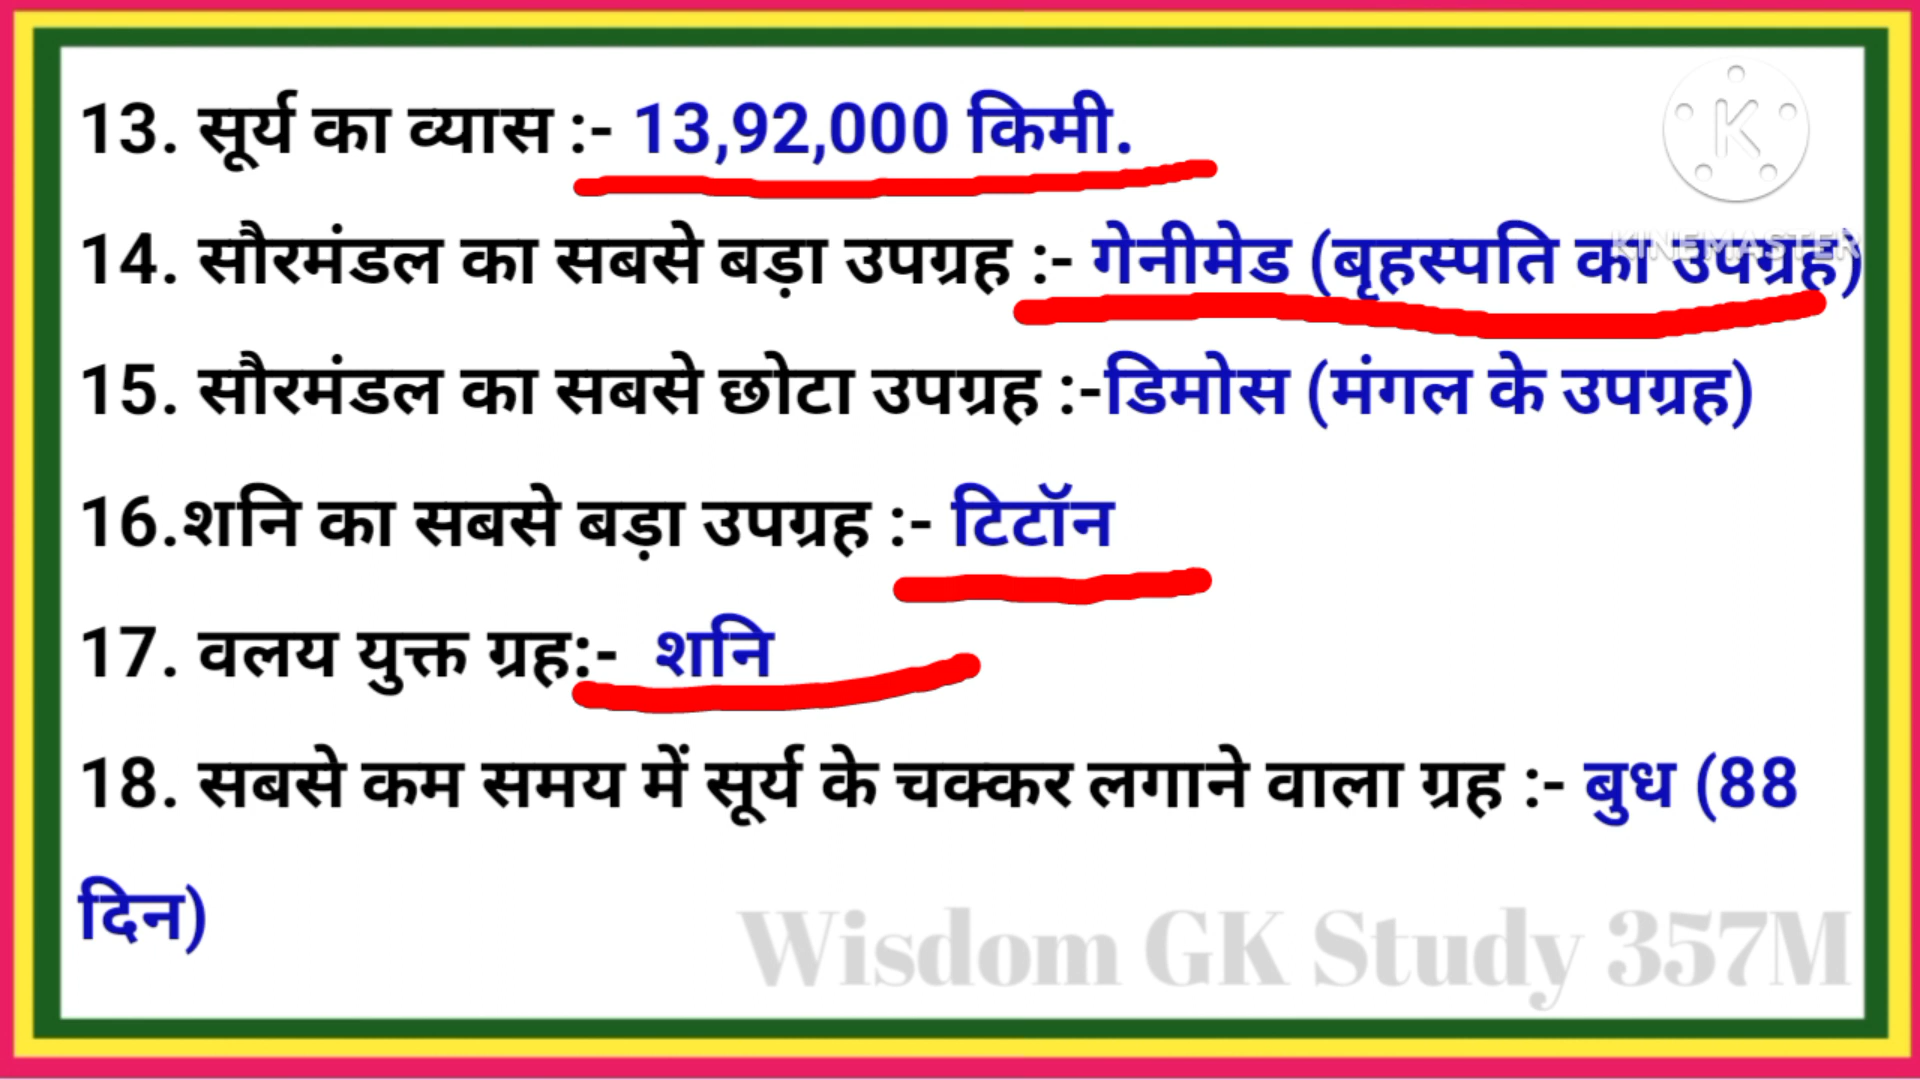 13. सूर्य का व्यास :- 13,92,000 किमी.
KINEMASTER
14. सौरमंडल का सबसे बड़ा उपग्रह :- गेनीमेड (बृहस्पति का उपग्रह)
15. सौरमंडल का सबसे छोटा उपग्रह :-डिमोस (मंगल के उपग्रह)
16.शनि का सबसे बड़ा उपग्रह :- टिटॉन
17. वलय युक्त ग्रह:- शनि
18. सबसे कम समय में सूर्य के चक्कर लगाने वाला ग्रह :- बुध (88
दिन)
Wisdom GK Study 357M